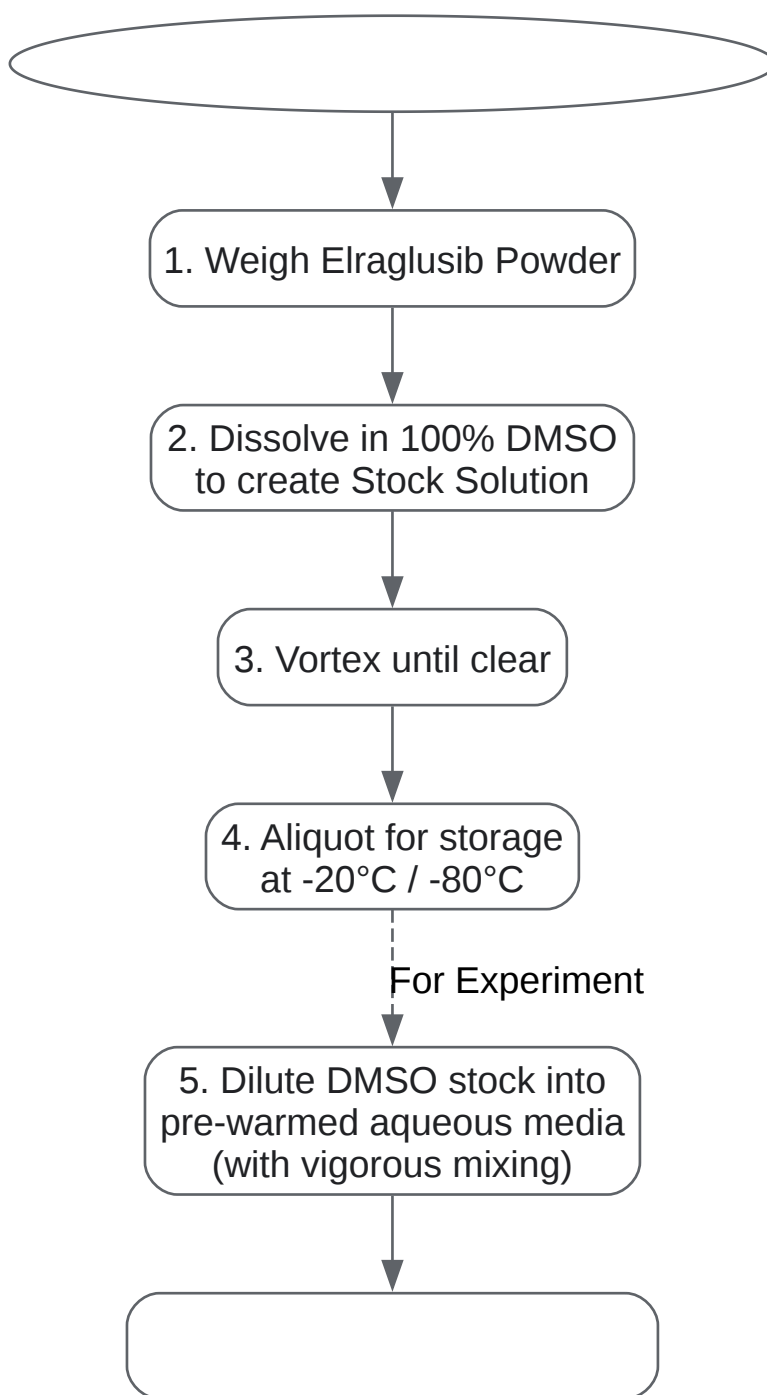 1. Weigh Elraglusib Powder
2. Dissolve in 100% DMSO
to create Stock Solution
3. Vortex until clear
4. Aliquot for storage
at -20°C / -80°C
For Experiment
5. Dilute DMSO stock into
pre-warmed aqueous media
(with vigorous mixing)